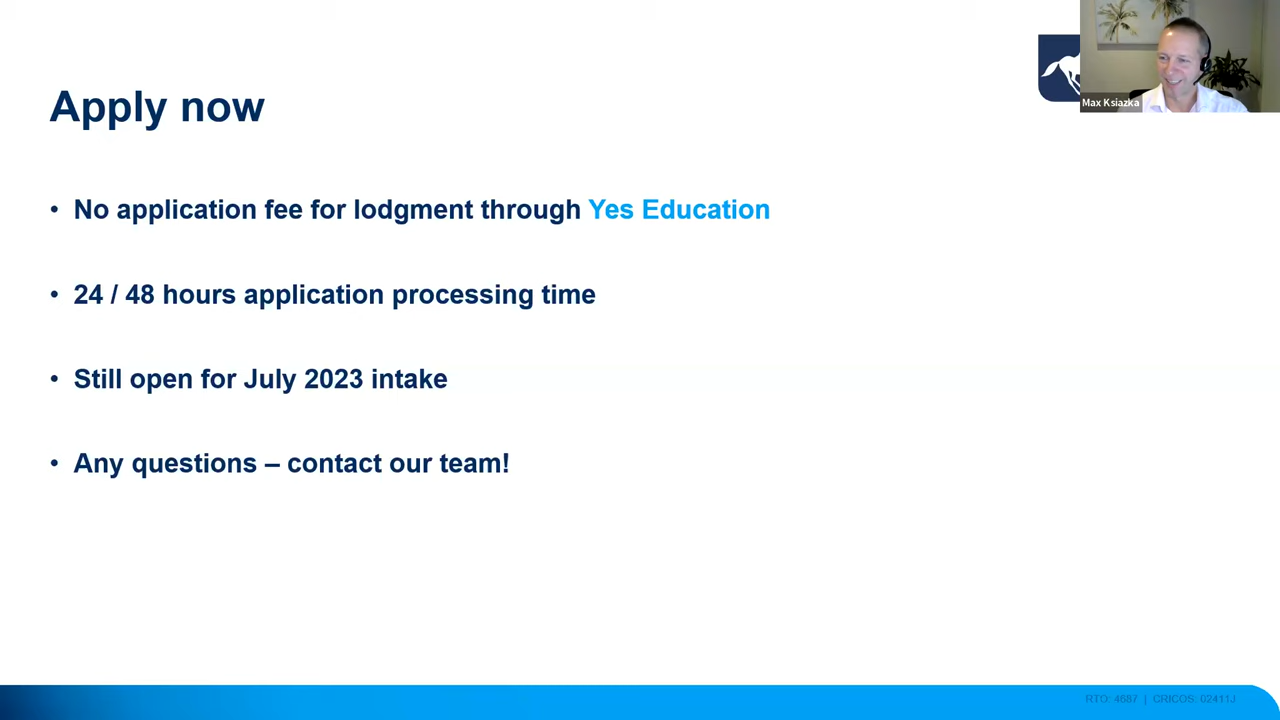 Max Ksiazka
Apply now
• No application fee for lodgment through Yes Education
• 24 / 48 hours application processing time
• Still open for July 2023 intake
• Any questions – contact our team!
RTO: 4687 | CRICOS: 02411J